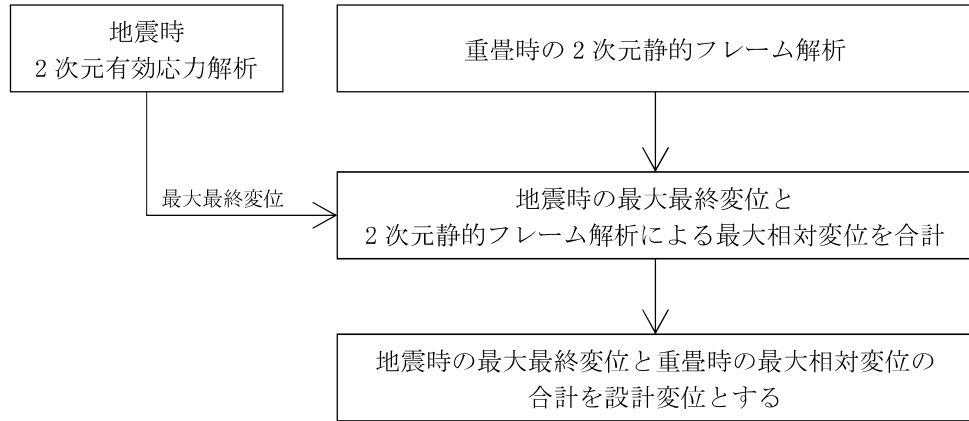 地震時
2次元有効応力解析
重畳時の2次元静的フレーム解析
最大最終変位
地震時の最大最終変位と
2次元静的フレーム解析による最大相対変位を合計
地震時の最大最終変位と重畳時の最大相対変位の
合計を設計変位とする